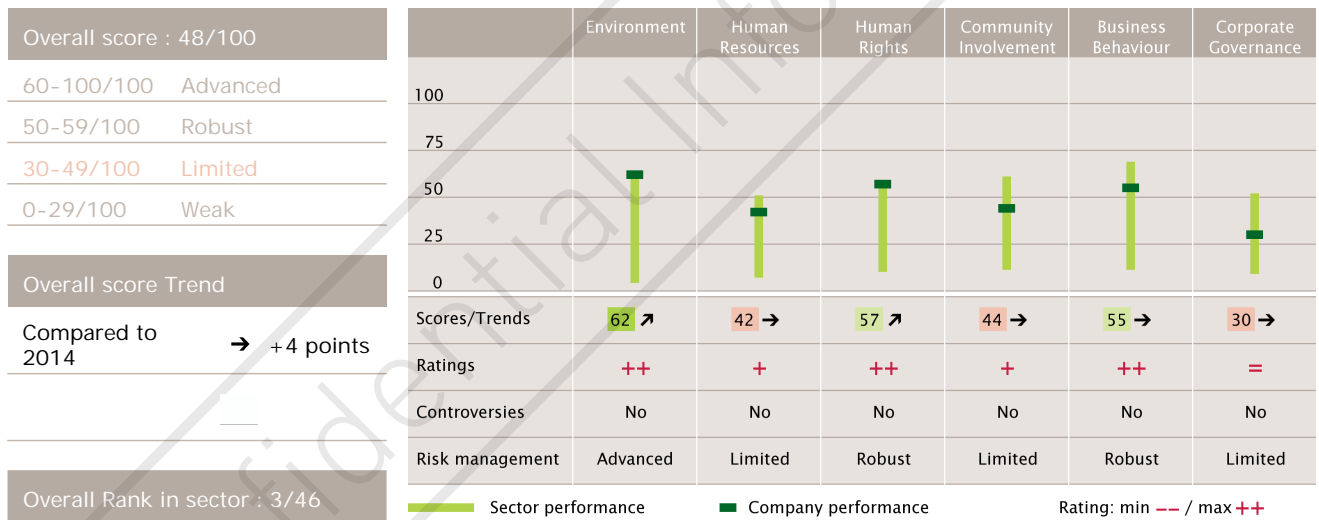 Overall score : 48/100
60-100/100 Advanced
50-59/100 Robust
30-49/100 Limited
0-29/100 Weak
Overall score Trend
Compared to
2014 ➔ +4 points
Overall Rank in sector : 3/46
Environment Human Human Community Business Corporate
Resources Rights Involvement Behaviour Governance
100
75
50
25
0
Scores/Trends 62 ↗ 42 ➔ 57 ↗ 44 ➔ 55 ➔ 30 ➔
Ratings ++ + ++ + ++ =
Controversies No No No No No No
Risk management Advanced Limited Robust Limited Robust Limited
Sector performance Company performance Rating: min -- / max ++